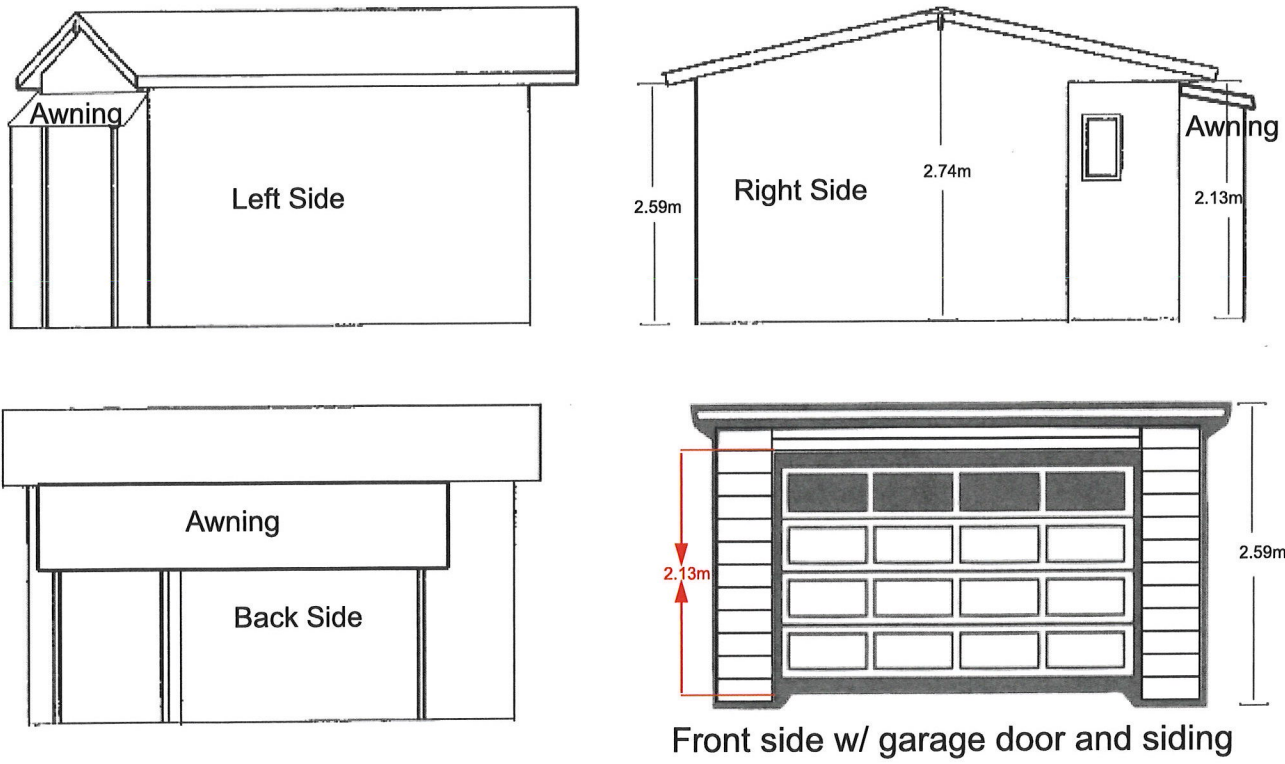 Awning
Left Side
2.59m
Right Side
2.74m
Awning
2.13m
Awning
Back Side
2.13m
2.59m
Front side w/ garage door and siding